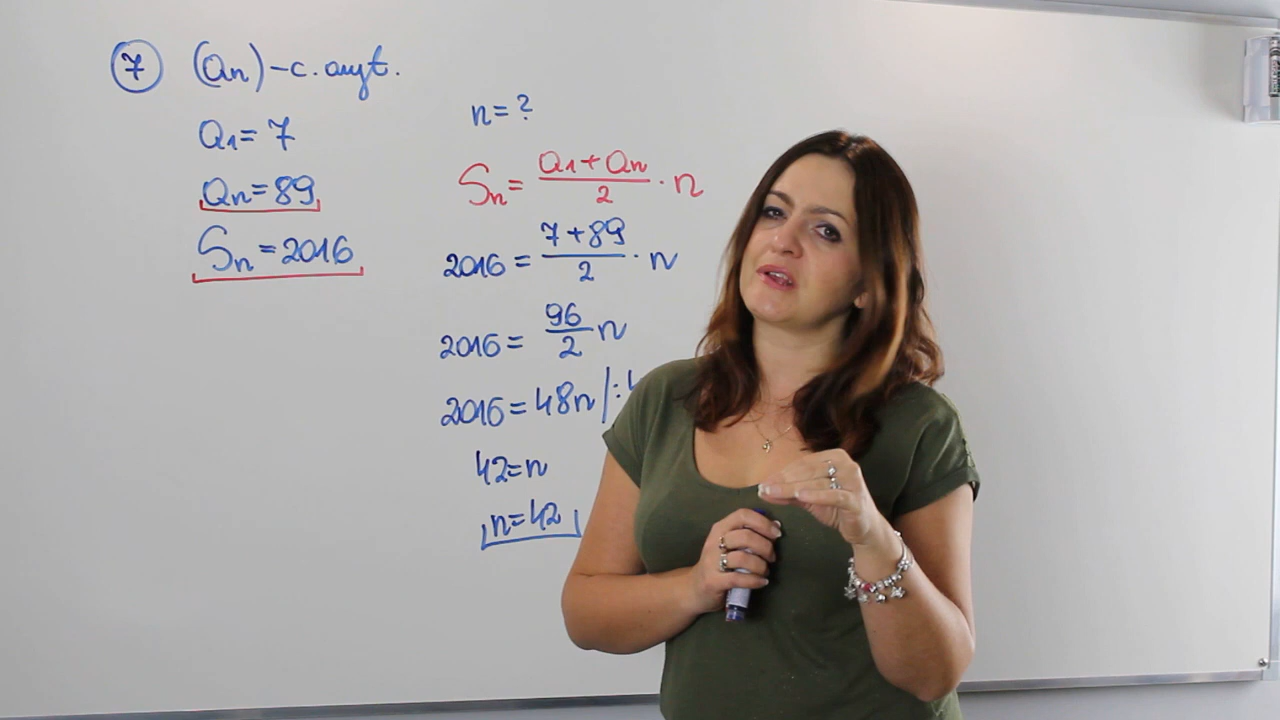 7 (an) - c. aryt.
a1 = 7
an = 89
Sn = 2016
n = ?
Sn = a1 + an / 2 · n
2016 = 7 + 89 / 2 · n
2016 = 96 / 2 n
2016 = 48n | :4
42 = n
n = 42